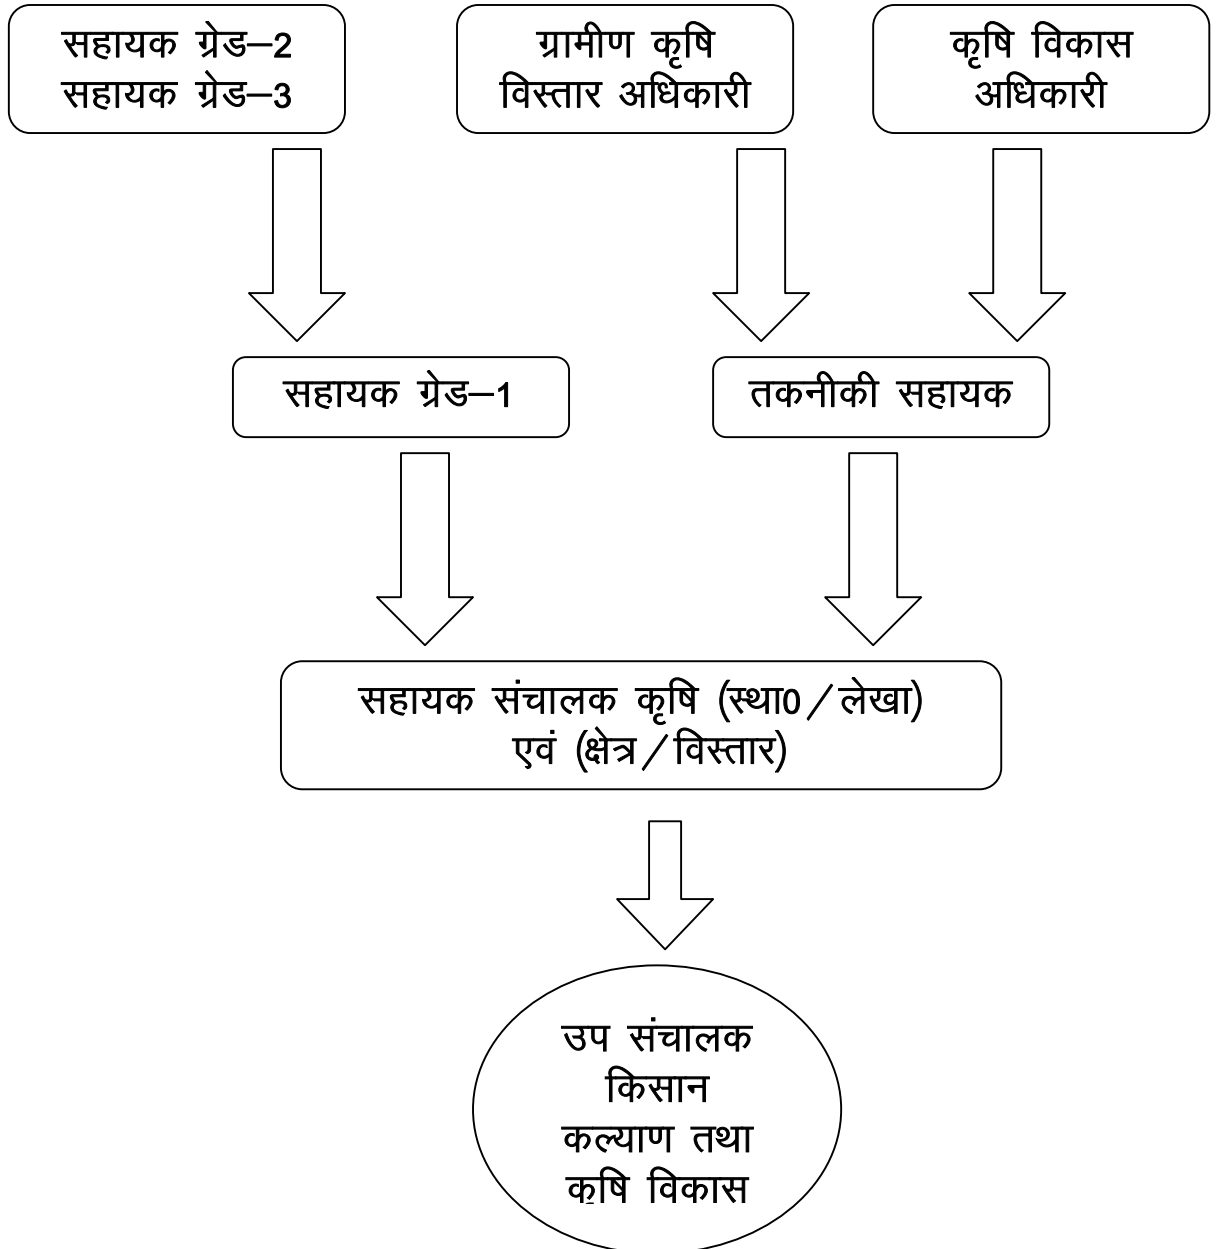 सहायक ग्रेड–2
सहायक ग्रेड–3
ग्रामीण कृषि
विस्तार अधिकारी
कृषि विकास
अधिकारी
सहायक ग्रेड–1
तकनीकी सहायक
सहायक संचालक कृषि (स्था0/लेखा)
एवं (क्षेत्र/विस्तार)
उप संचालक
किसान
कल्याण तथा
कृषि विकास